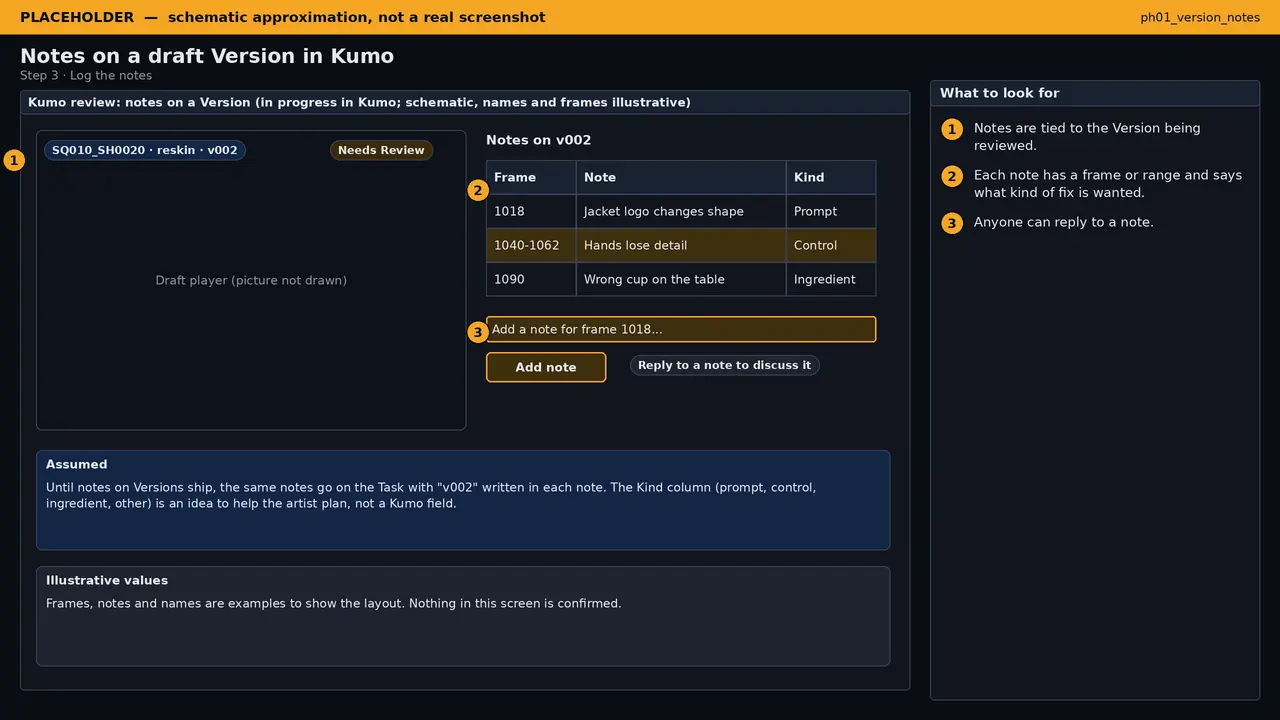 PLACEHOLDER — schematic approximation, not a real screenshot
ph01_version_notes
Notes on a draft Version in Kumo
Step 3 · Log the notes
Kumo review: notes on a Version (in progress in Kumo; schematic, names and frames illustrative)
1
SQ010_SH0020 · reskin · v002
Needs Review
Draft player (picture not drawn)
Notes on v002
2
Frame Note Kind
1018 Jacket logo changes shape Prompt
1040-1062 Hands lose detail Control
1090 Wrong cup on the table Ingredient
3
Add a note for frame 1018...
Add note
Reply to a note to discuss it
Assumed
Until notes on Versions ship, the same notes go on the Task with "v002" written in each note. The Kind column (prompt, control,
ingredient, other) is an idea to help the artist plan, not a Kumo field.
Illustrative values
Frames, notes and names are examples to show the layout. Nothing in this screen is confirmed.
What to look for
1 Notes are tied to the Version being
reviewed.
2 Each note has a frame or range and says
what kind of fix is wanted.
3 Anyone can reply to a note.